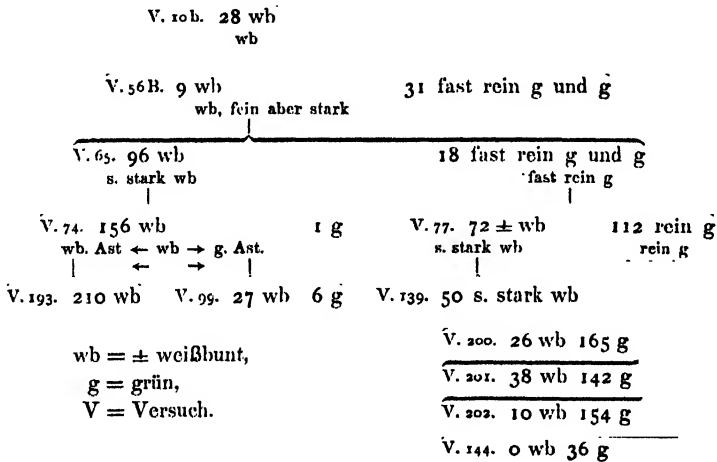 V. 10b. 28 wb
wb
V. 56B. 9 wb 31 fast rein g und g
wb, fein aber stark
V. 65. 96 wb 18 fast rein g und g
s. stark wb fast rein g
V. 74. 156 wb 1 g V. 77. 72 ± wb 112 rein g
wb. Ast ← wb → g. Ast. s. stark wb rein g
← →
V. 193. 210 wb V. 99. 27 wb 6 g V. 139. 50 s. stark wb
V. 200. 26 wb 165 g
wb = ± weißbunt,
V. 201. 38 wb 142 g
g = grün,
V = Versuch.
V. 202. 10 wb 154 g
V. 144. 0 wb 36 g